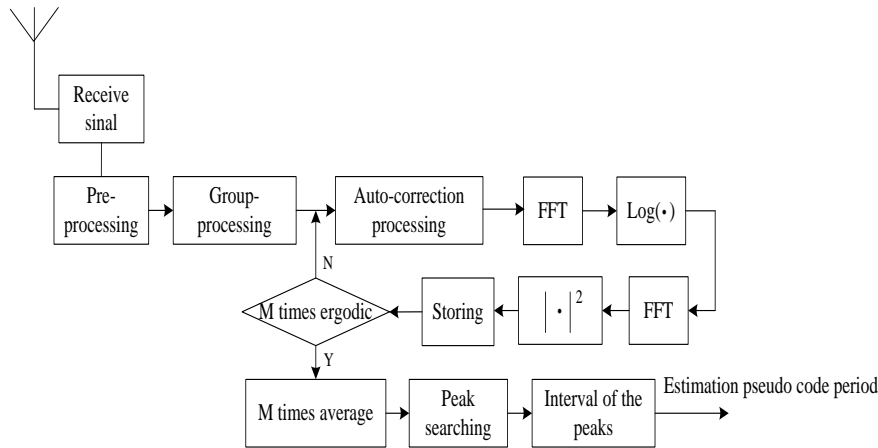 Receive
sinal
Pre-
processing
Group-
processing
Auto-correction
processing
FFT
Log(•)
N
M times ergodic
Storing
| • |²
FFT
Y
M times average
Peak
searching
Interval of the
peaks
Estimation pseudo code period